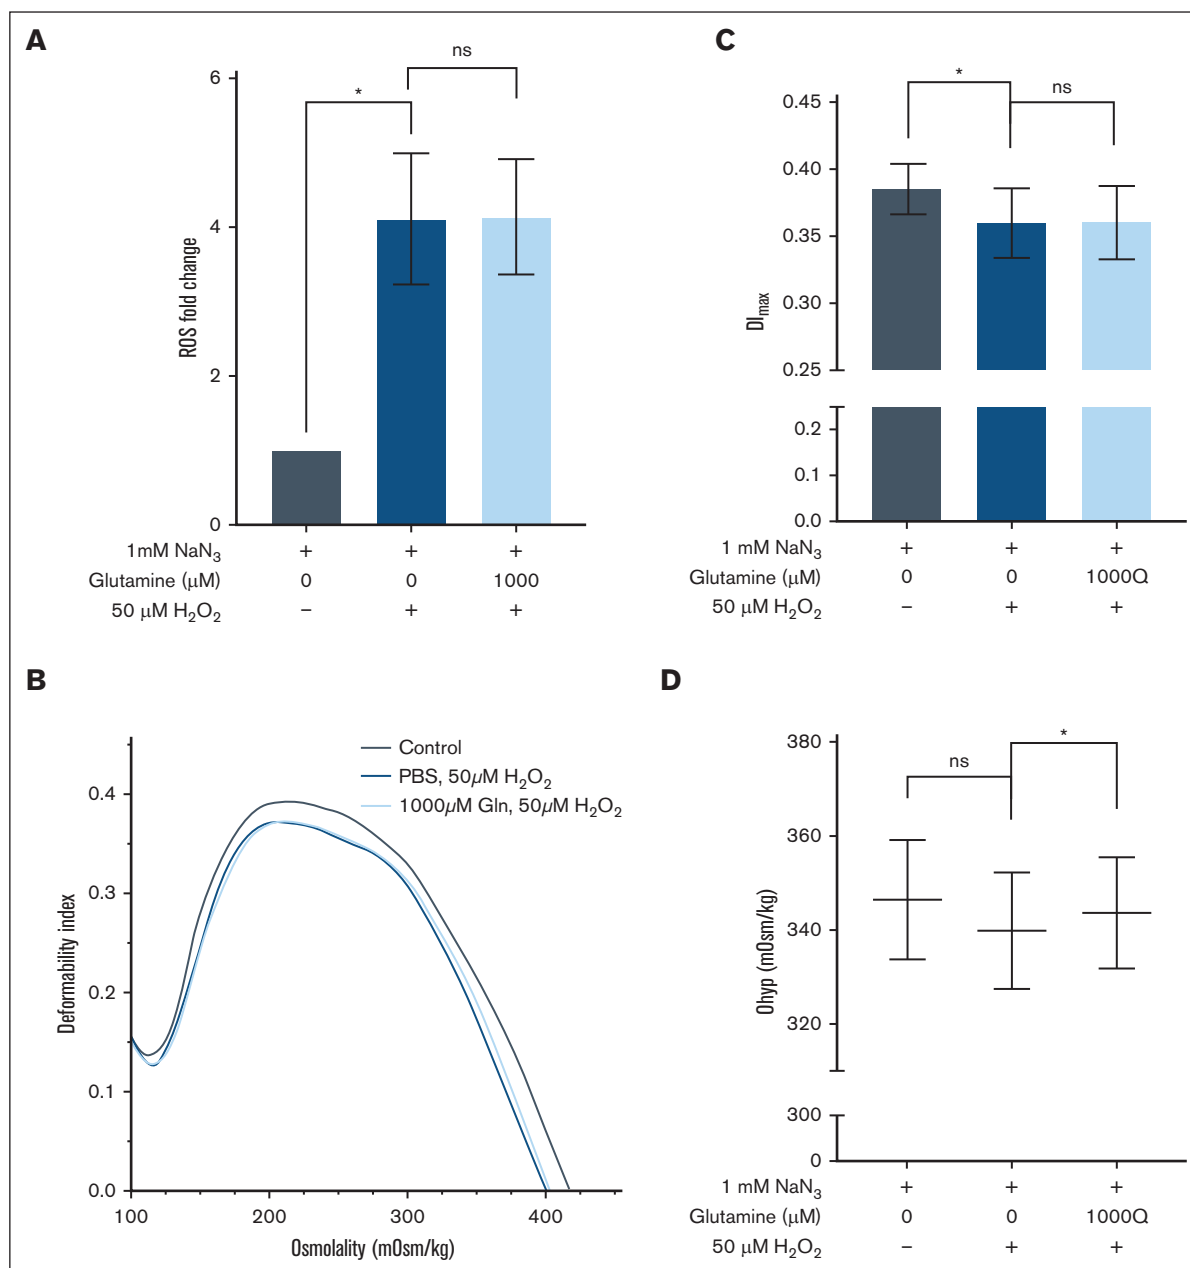 A
6
4
2
0
ROS fold change
*
ns
1mM NaN₃ + + +
Glutamine (μM) 0 0 1000
50 μM H₂O₂ − + +
C
0.45
0.40
0.35
0.30
0.25
0.2
0.1
0.0
DImax
*
ns
1 mM NaN₃ + + +
Glutamine (μM) 0 0 1000Q
50 μM H₂O₂ − + +
B
0.4
0.3
0.2
0.1
0.0
Deformability index
Control
PBS, 50μM H₂O₂
1000μM Gln, 50μM H₂O₂
100 200 300 400
Osmolality (mOsm/kg)
D
380
360
340
320
300
0
Ohyp (mOsm/kg)
ns
*
1 mM NaN₃ + + +
Glutamine (μM) 0 0 1000Q
50 μM H₂O₂ − + +